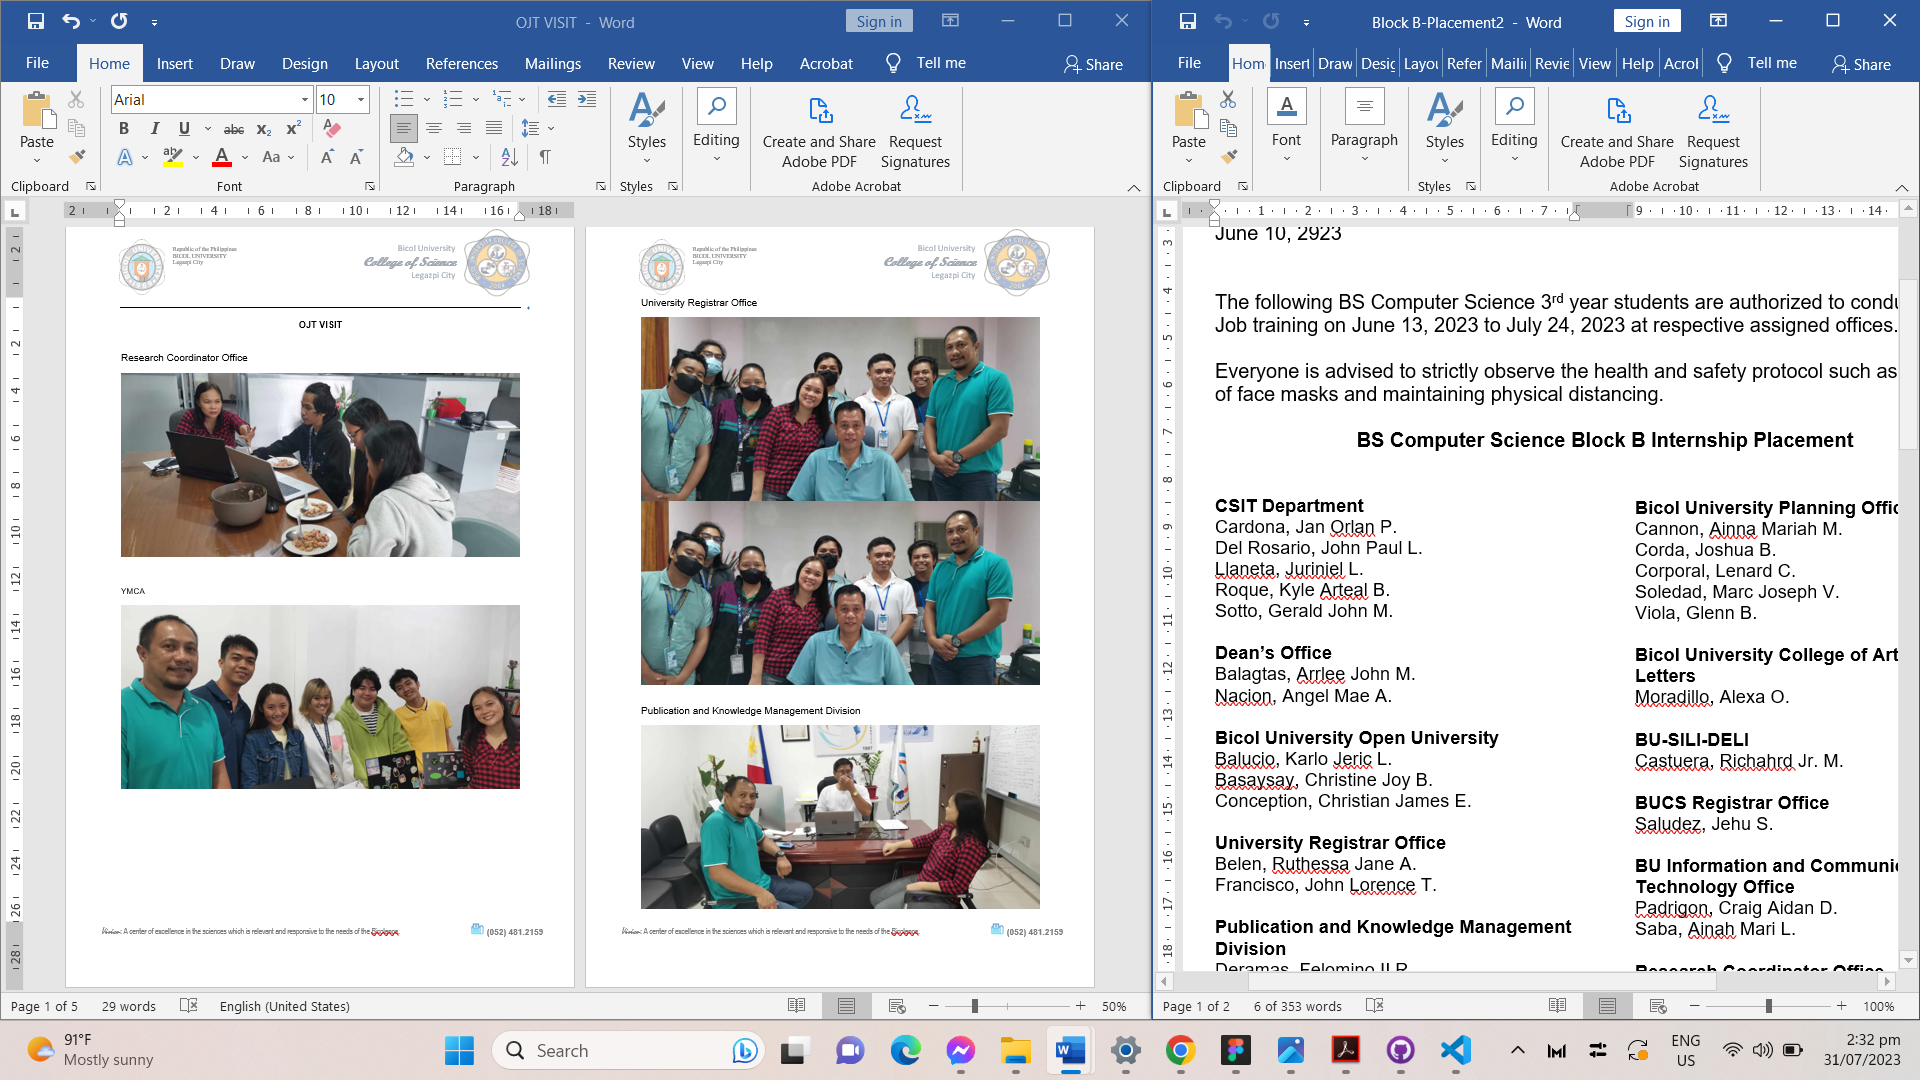 OJT VISIT - Word
Sign in
File
Home
Insert
Draw
Design
Layout
References
Mailings
Review
View
Help
Acrobat
Tell me
Share
Paste
Clipboard
Arial
10
B I U abc x₂ x²
A Aa A A
Font
Paragraph
Styles
Styles
Editing
Create and Share
Adobe PDF
Request
Signatures
Adobe Acrobat
Republic of the Philippines
BICOL UNIVERSITY
Legazpi City
Bicol University
College of Science
Legazpi City
OJT VISIT
Research Coordinator Office
YMCA
Vision: A center of excellence in the sciences which is relevant and responsive to the needs of the Bicolanos.
(052) 481.2159
Republic of the Philippines
BICOL UNIVERSITY
Legazpi City
Bicol University
College of Science
Legazpi City
University Registrar Office
Publication and Knowledge Management Division
Vision: A center of excellence in the sciences which is relevant and responsive to the needs of the Bicolanos.
(052) 481.2159
Page 1 of 5
29 words
English (United States)
50%
Block B-Placement2 - Word
Sign in
File
Hom
Insert
Draw
Desig
Layou
Refer
Mailin
Revie
View
Help
Acrob
Tell me
Share
Paste
Clipboard
Font
Paragraph
Styles
Styles
Editing
Create and Share
Adobe PDF
Request
Signatures
Adobe Acrobat
June 10, 2923
The following BS Computer Science 3rd year students are authorized to condu
Job training on June 13, 2023 to July 24, 2023 at respective assigned offices.
Everyone is advised to strictly observe the health and safety protocol such as
of face masks and maintaining physical distancing.
BS Computer Science Block B Internship Placement
CSIT Department
Cardona, Jan Orlan P.
Del Rosario, John Paul L.
Llaneta, Juriniel L.
Roque, Kyle Arteal B.
Sotto, Gerald John M.
Dean's Office
Balagtas, Arrlee John M.
Nacion, Angel Mae A.
Bicol University Open University
Balucio, Karlo Jeric L.
Basaysay, Christine Joy B.
Conception, Christian James E.
University Registrar Office
Belen, Ruthessa Jane A.
Francisco, John Lorence T.
Publication and Knowledge Management
Division
Deramas, Felomino II R.
Bicol University Planning Offic
Cannon, Ainna Mariah M.
Corda, Joshua B.
Corporal, Lenard C.
Soledad, Marc Joseph V.
Viola, Glenn B.
Bicol University College of Art
Letters
Moradillo, Alexa O.
BU-SILI-DELI
Castuera, Richahrd Jr. M.
BUCS Registrar Office
Saludez, Jehu S.
BU Information and Communic
Technology Office
Padrigon, Craig Aidan D.
Saba, Ainah Mari L.
Research Coordinator Office
Page 1 of 2
6 of 353 words
100%
91°F
Mostly sunny
Search
ENG
US
2:32 pm
31/07/2023